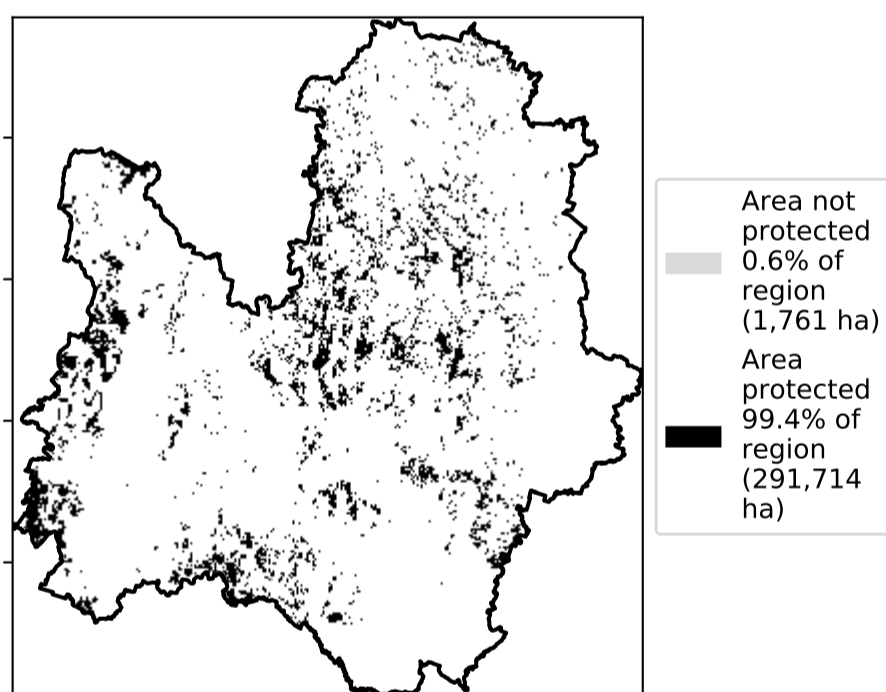 Area not
protected
0.6% of
region
(1,761 ha)
Area
protected
99.4% of
region
(291,714
ha)